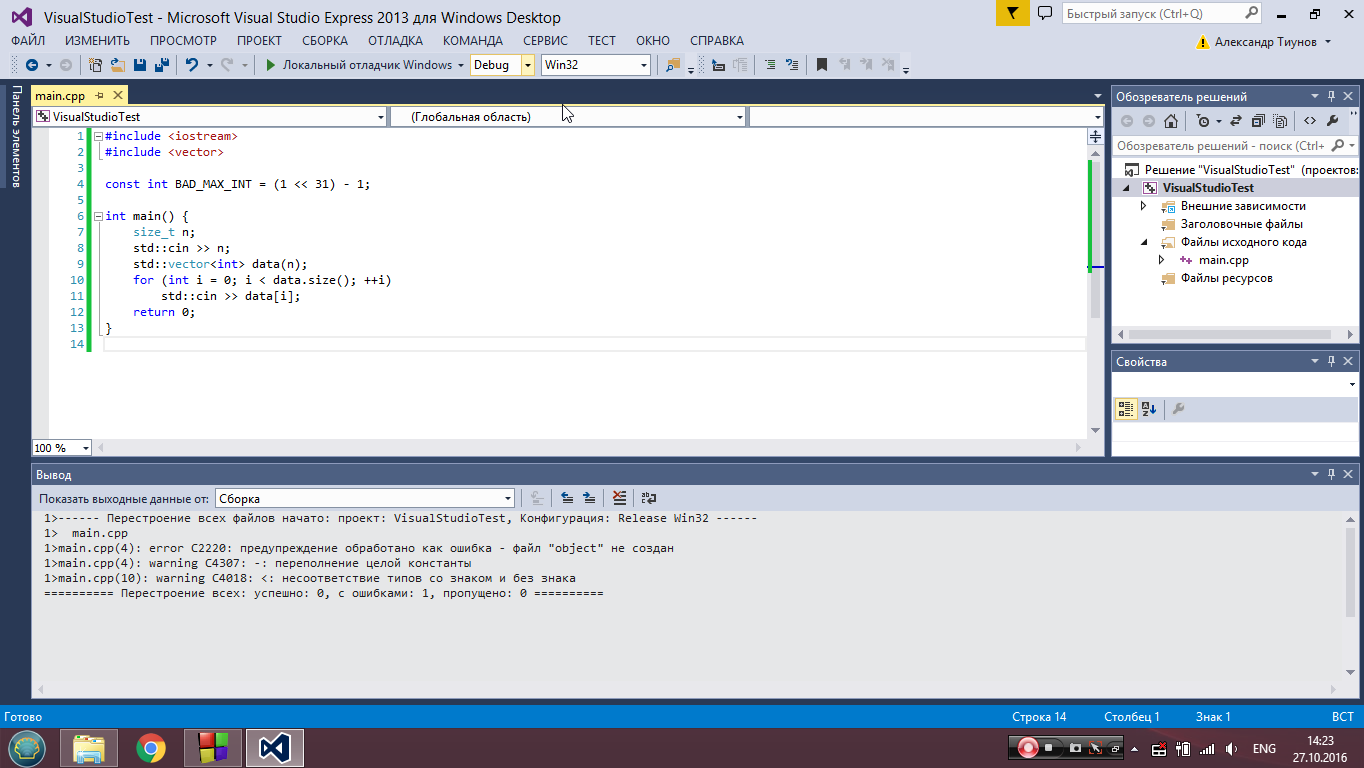 VisualStudioTest - Microsoft Visual Studio Express 2013 для Windows Desktop
Быстрый запуск (Ctrl+Q)
ФАЙЛ ИЗМЕНИТЬ ПРОСМОТР ПРОЕКТ СБОРКА ОТЛАДКА КОМАНДА СЕРВИС ТЕСТ ОКНО СПРАВКА
Александр Тиунов
Локальный отладчик Windows Debug Win32
Панель элементов
main.cpp
VisualStudioTest (Глобальная область)
1 #include <iostream>
2 #include <vector>
3
4 const int BAD_MAX_INT = (1 << 31) - 1;
5
6 int main() {
7 size_t n;
8 std::cin >> n;
9 std::vector<int> data(n);
10 for (int i = 0; i < data.size(); ++i)
11 std::cin >> data[i];
12 return 0;
13 }
14
100 %
Обозреватель решений
Обозреватель решений - поиск (Ctrl+
Решение "VisualStudioTest" (проектов:
VisualStudioTest
Внешние зависимости
Заголовочные файлы
Файлы исходного кода
main.cpp
Файлы ресурсов
Свойства
Вывод
Показать выходные данные от: Сборка
1>------ Перестроение всех файлов начато: проект: VisualStudioTest, Конфигурация: Release Win32 ------
1> main.cpp
1>main.cpp(4): error C2220: предупреждение обработано как ошибка - файл "object" не создан
1>main.cpp(4): warning C4307: -: переполнение целой константы
1>main.cpp(10): warning C4018: <: несоответствие типов со знаком и без знака
========== Перестроение всех: успешно: 0, с ошибками: 1, пропущено: 0 ==========
Готово Строка 14 Столбец 1 Знак 1 ВСТ
ENG
14:23
27.10.2016